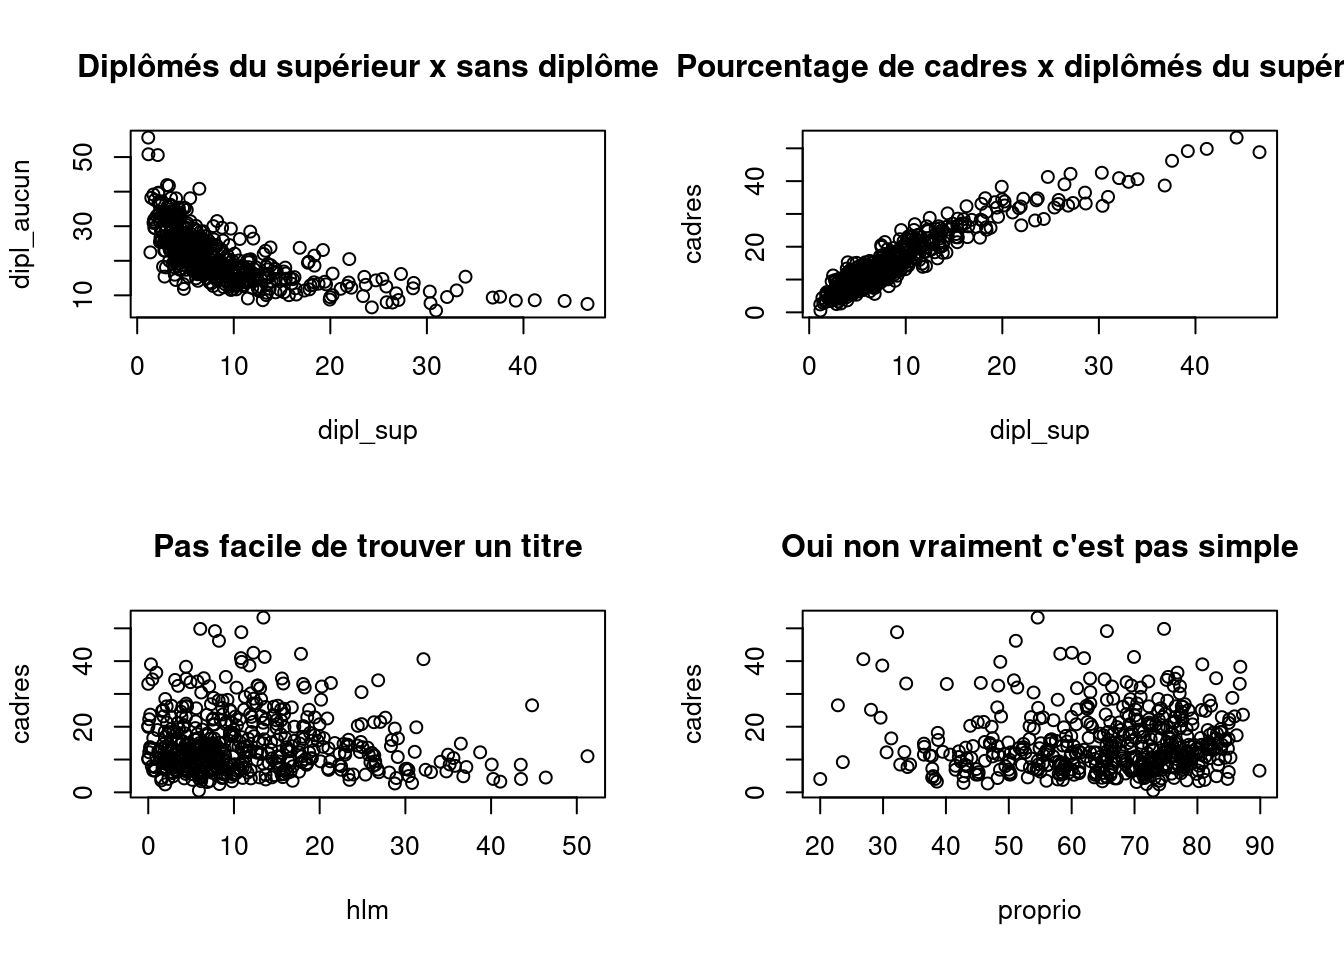 Diplômés du supérieur x sans diplôme
50
30
10
dipl_aucun
0 10 20 30 40
dipl_sup
Pourcentage de cadres x diplômés du supér
40
20
0
cadres
0 10 20 30 40
dipl_sup
Pas facile de trouver un titre
40
20
0
cadres
0 10 20 30 40 50
hlm
Oui non vraiment c'est pas simple
40
20
0
cadres
20 30 40 50 60 70 80 90
proprio